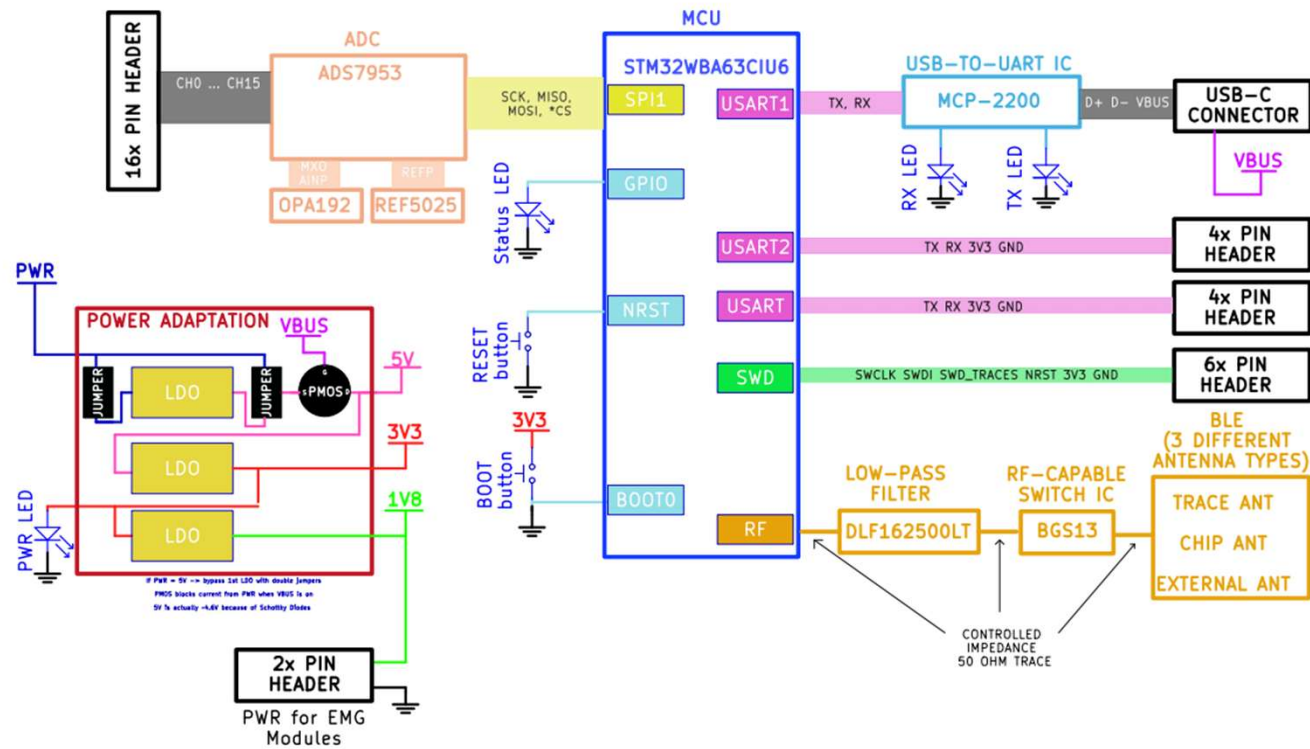 MCU
ADC
ADS7953
16x PIN HEADER
CH0 ... CH15
SCK, MISO,
MOSI, *CS
MXO
AINP
REFP
OPA192
REF5025
STM32WBA63CIU6
SPI1
GPIO
NRST
BOOT0
USART1
USART2
USART
SWD
RF
Status LED
RESET
button
3V3
BOOT
button
USB-TO-UART IC
MCP-2200
TX, RX
D+ D- VBUS
USB-C
CONNECTOR
VBUS
RX LED
TX LED
TX RX 3V3 GND
4x PIN
HEADER
TX RX 3V3 GND
4x PIN
HEADER
SWCLK SWDI SWD_TRACES NRST 3V3 GND
6x PIN
HEADER
LOW-PASS
FILTER
DLF162500LT
RF-CAPABLE
SWITCH IC
BGS13
BLE
(3 DIFFERENT
ANTENNA TYPES)
TRACE ANT
CHIP ANT
EXTERNAL ANT
CONTROLLED
IMPEDANCE
50 OHM TRACE
PWR
POWER ADAPTATION
VBUS
JUMPER
LDO
JUMPER
G
S PMOS D
5V
LDO
3V3
LDO
1V8
PWR LED
If PWR = 5V -> bypass 1st LDO with double jumpers
PMOS blocks current from PWR when VBUS is on
5V is actually ~4.6V because of Schottky Diodes
2x PIN
HEADER
PWR for EMG
Modules